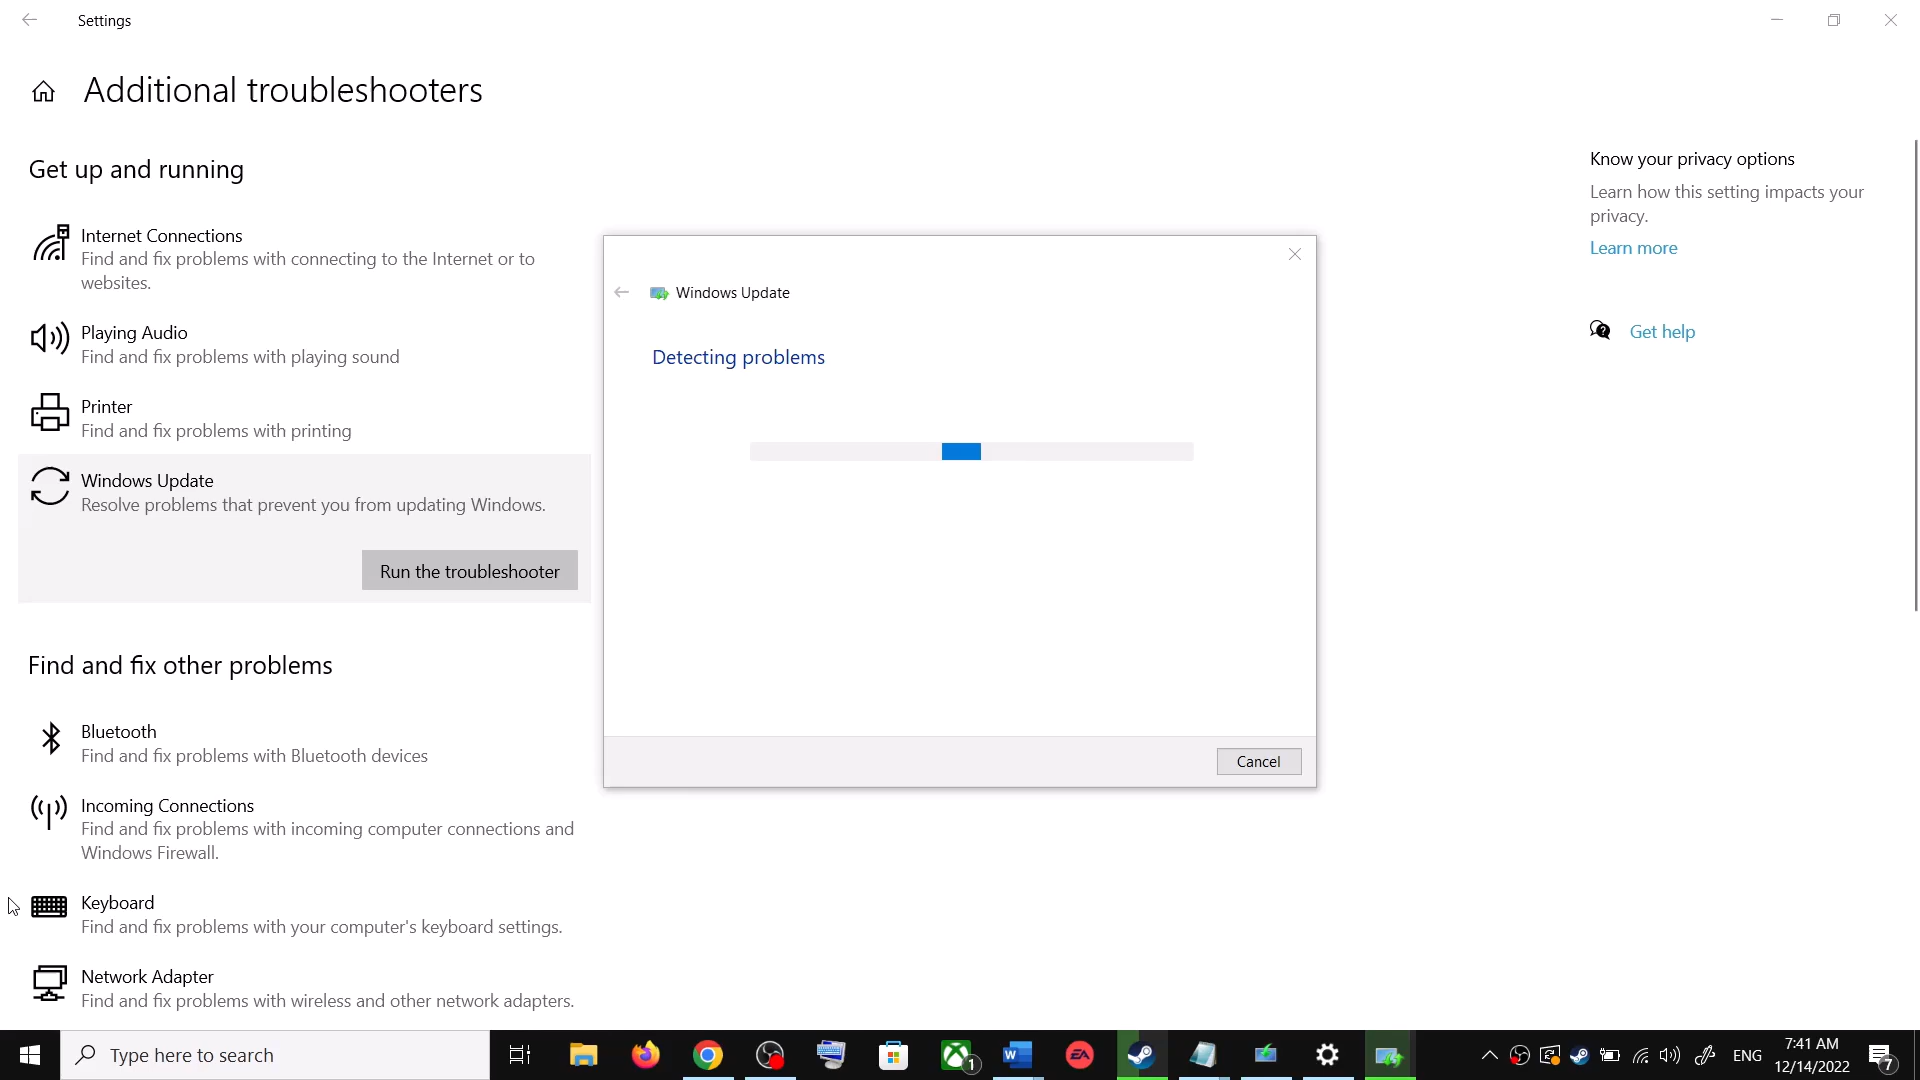 Settings
Additional troubleshooters
Get up and running
Internet Connections
Find and fix problems with connecting to the Internet or to
websites.
Playing Audio
Find and fix problems with playing sound
Printer
Find and fix problems with printing
Windows Update
Resolve problems that prevent you from updating Windows.
Run the troubleshooter
Find and fix other problems
Bluetooth
Find and fix problems with Bluetooth devices
Incoming Connections
Find and fix problems with incoming computer connections and
Windows Firewall.
Keyboard
Find and fix problems with your computer's keyboard settings.
Network Adapter
Find and fix problems with wireless and other network adapters.
Windows Update
Detecting problems
Cancel
Know your privacy options
Learn how this setting impacts your
privacy.
Learn more
Get help
Type here to search
1
W
EA
ENG
7:41 AM
12/14/2022
7